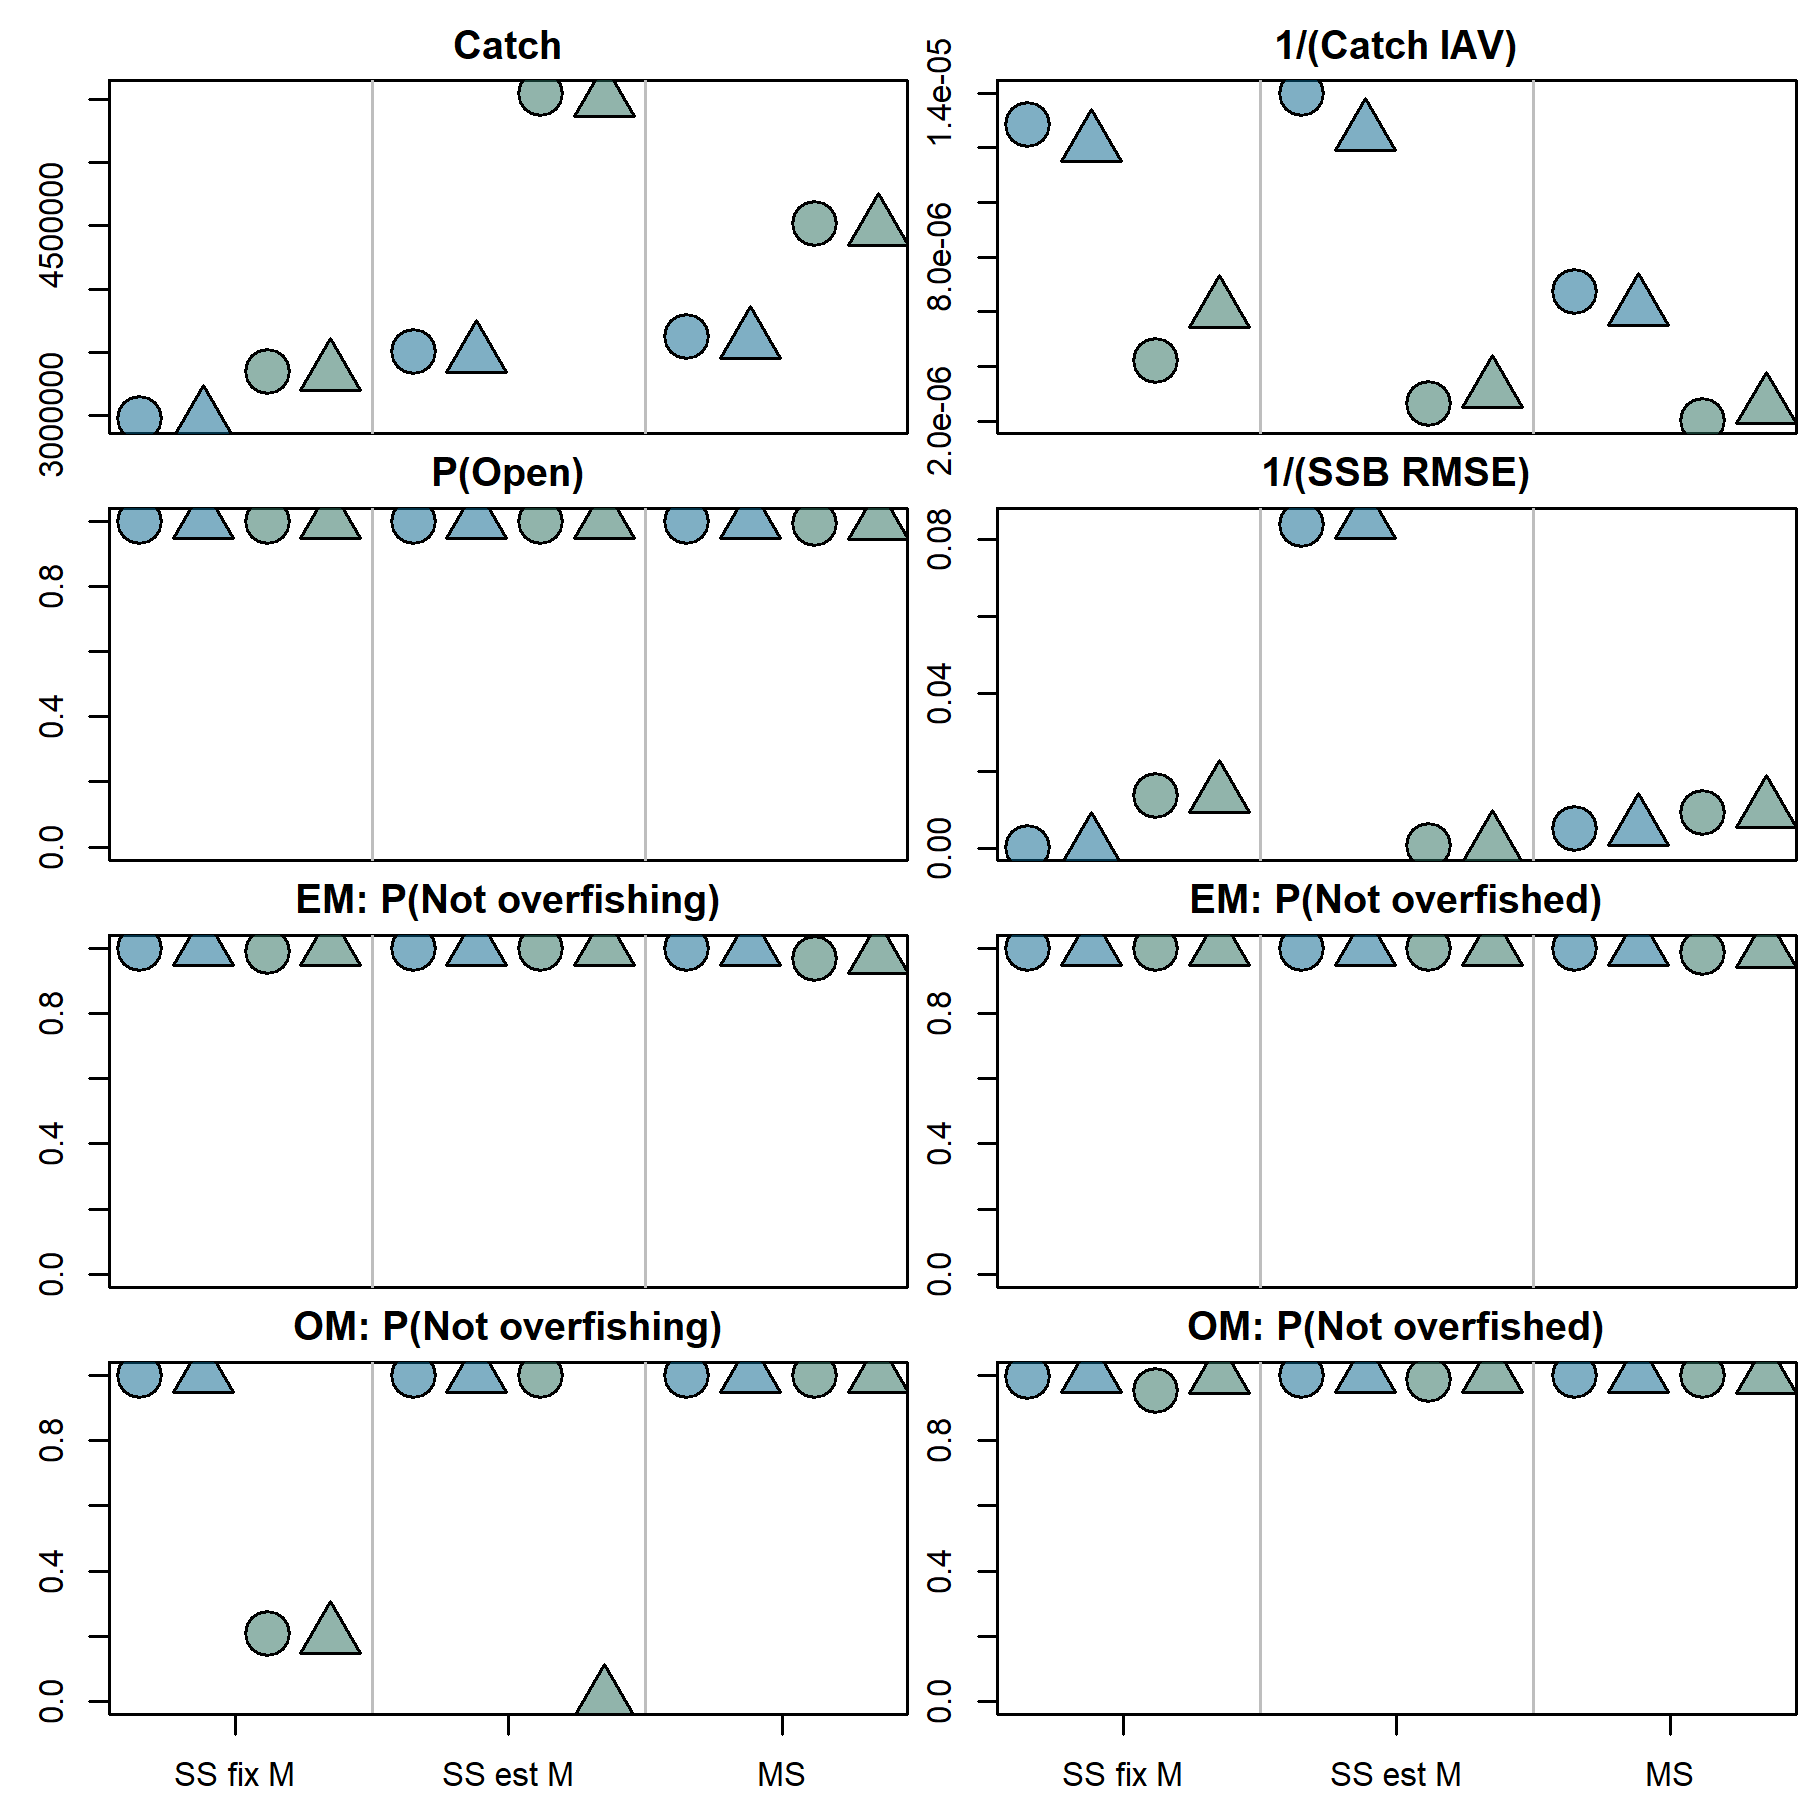 Catch
4500000
3000000
1/(Catch IAV)
1.4e-05
8.0e-06
2.0e-06
P(Open)
0.8
0.4
0.0
1/(SSB RMSE)
0.08
0.04
0.00
EM: P(Not overfishing)
0.8
0.4
0.0
EM: P(Not overfished)
0.8
0.4
0.0
OM: P(Not overfishing)
0.8
0.4
0.0
SS fix M
SS est M
MS
OM: P(Not overfished)
0.8
0.4
0.0
SS fix M
SS est M
MS